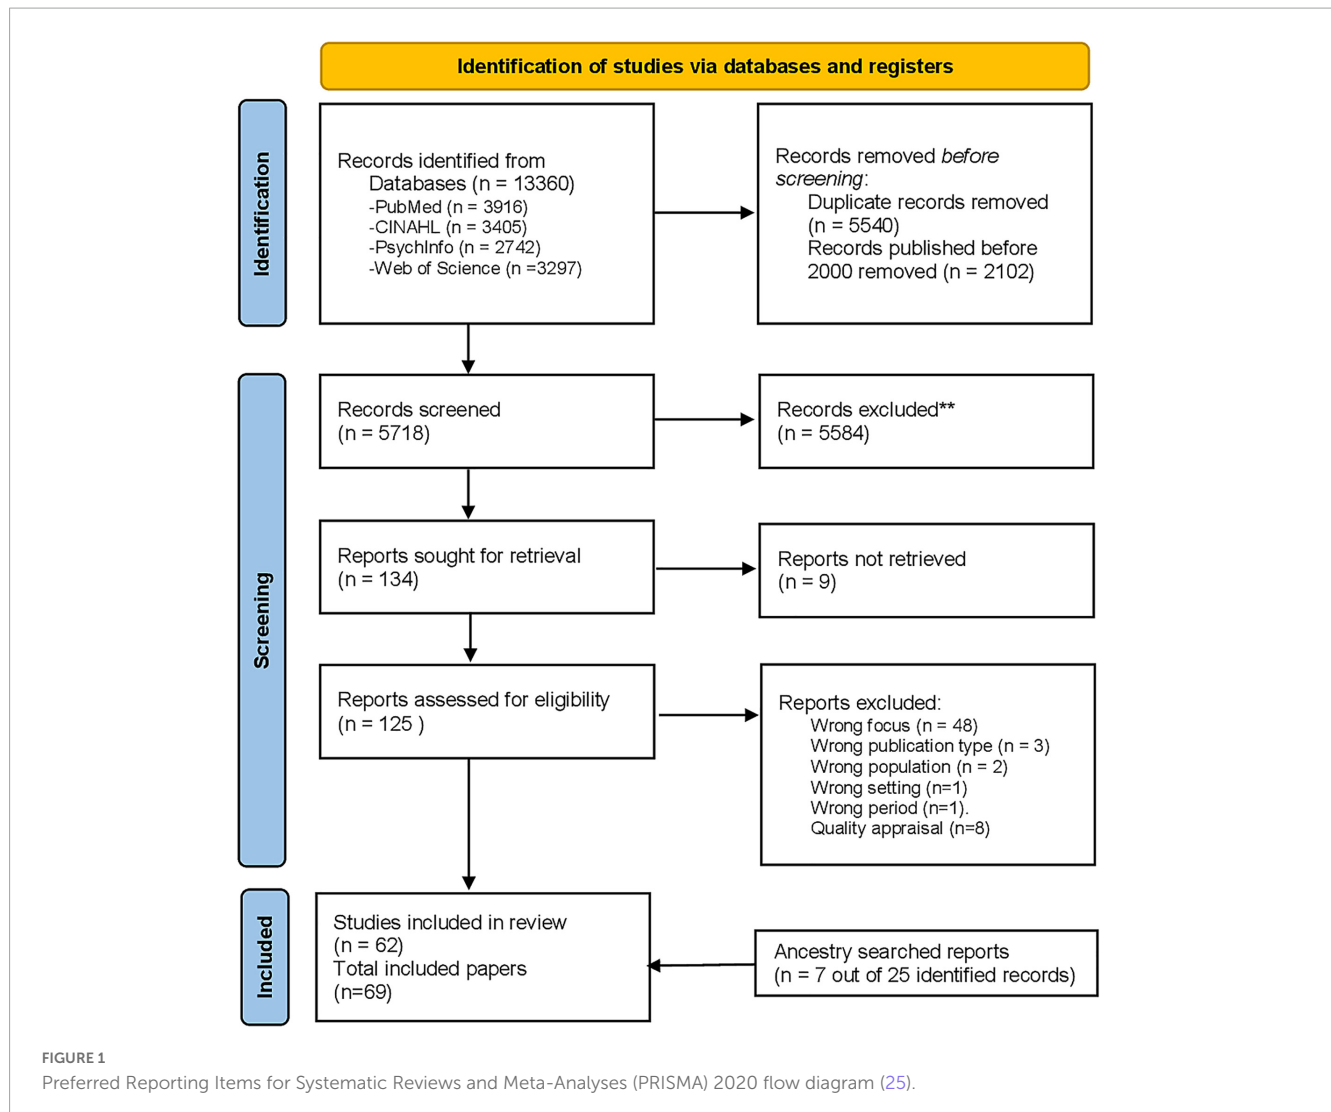 Identification of studies via databases and registers
Identification
Records identified from
Databases (n = 13360)
-PubMed (n = 3916)
-CINAHL (n = 3405)
-PsychInfo (n = 2742)
-Web of Science (n =3297)
Records removed before
screening:
Duplicate records removed
(n = 5540)
Records published before
2000 removed (n = 2102)
Screening
Records screened
(n = 5718)
Records excluded**
(n = 5584)
Reports sought for retrieval
(n = 134)
Reports not retrieved
(n = 9)
Reports assessed for eligibility
(n = 125 )
Reports excluded:
Wrong focus (n = 48)
Wrong publication type (n = 3)
Wrong population (n = 2)
Wrong setting (n=1)
Wrong period (n=1).
Quality appraisal (n=8)
Included
Studies included in review
(n = 62)
Total included papers
(n=69)
Ancestry searched reports
(n = 7 out of 25 identified records)
FIGURE 1
Preferred Reporting Items for Systematic Reviews and Meta-Analyses (PRISMA) 2020 flow diagram (25).